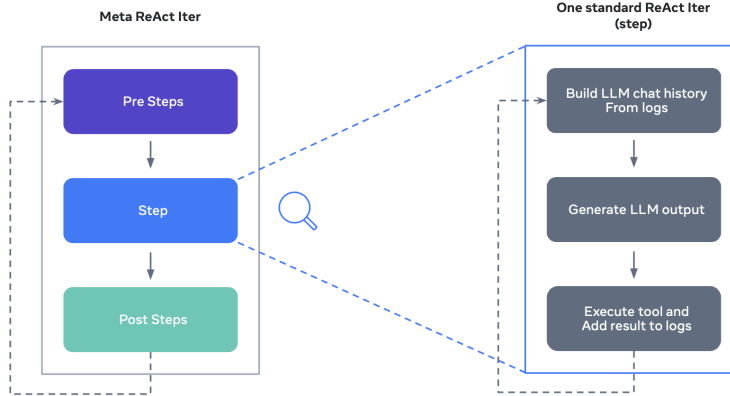 Meta ReAct Iter
Pre Steps
Step
Post Steps
One standard ReAct Iter
(step)
Build LLM chat history
From logs
Generate LLM output
Execute tool and
Add result to logs